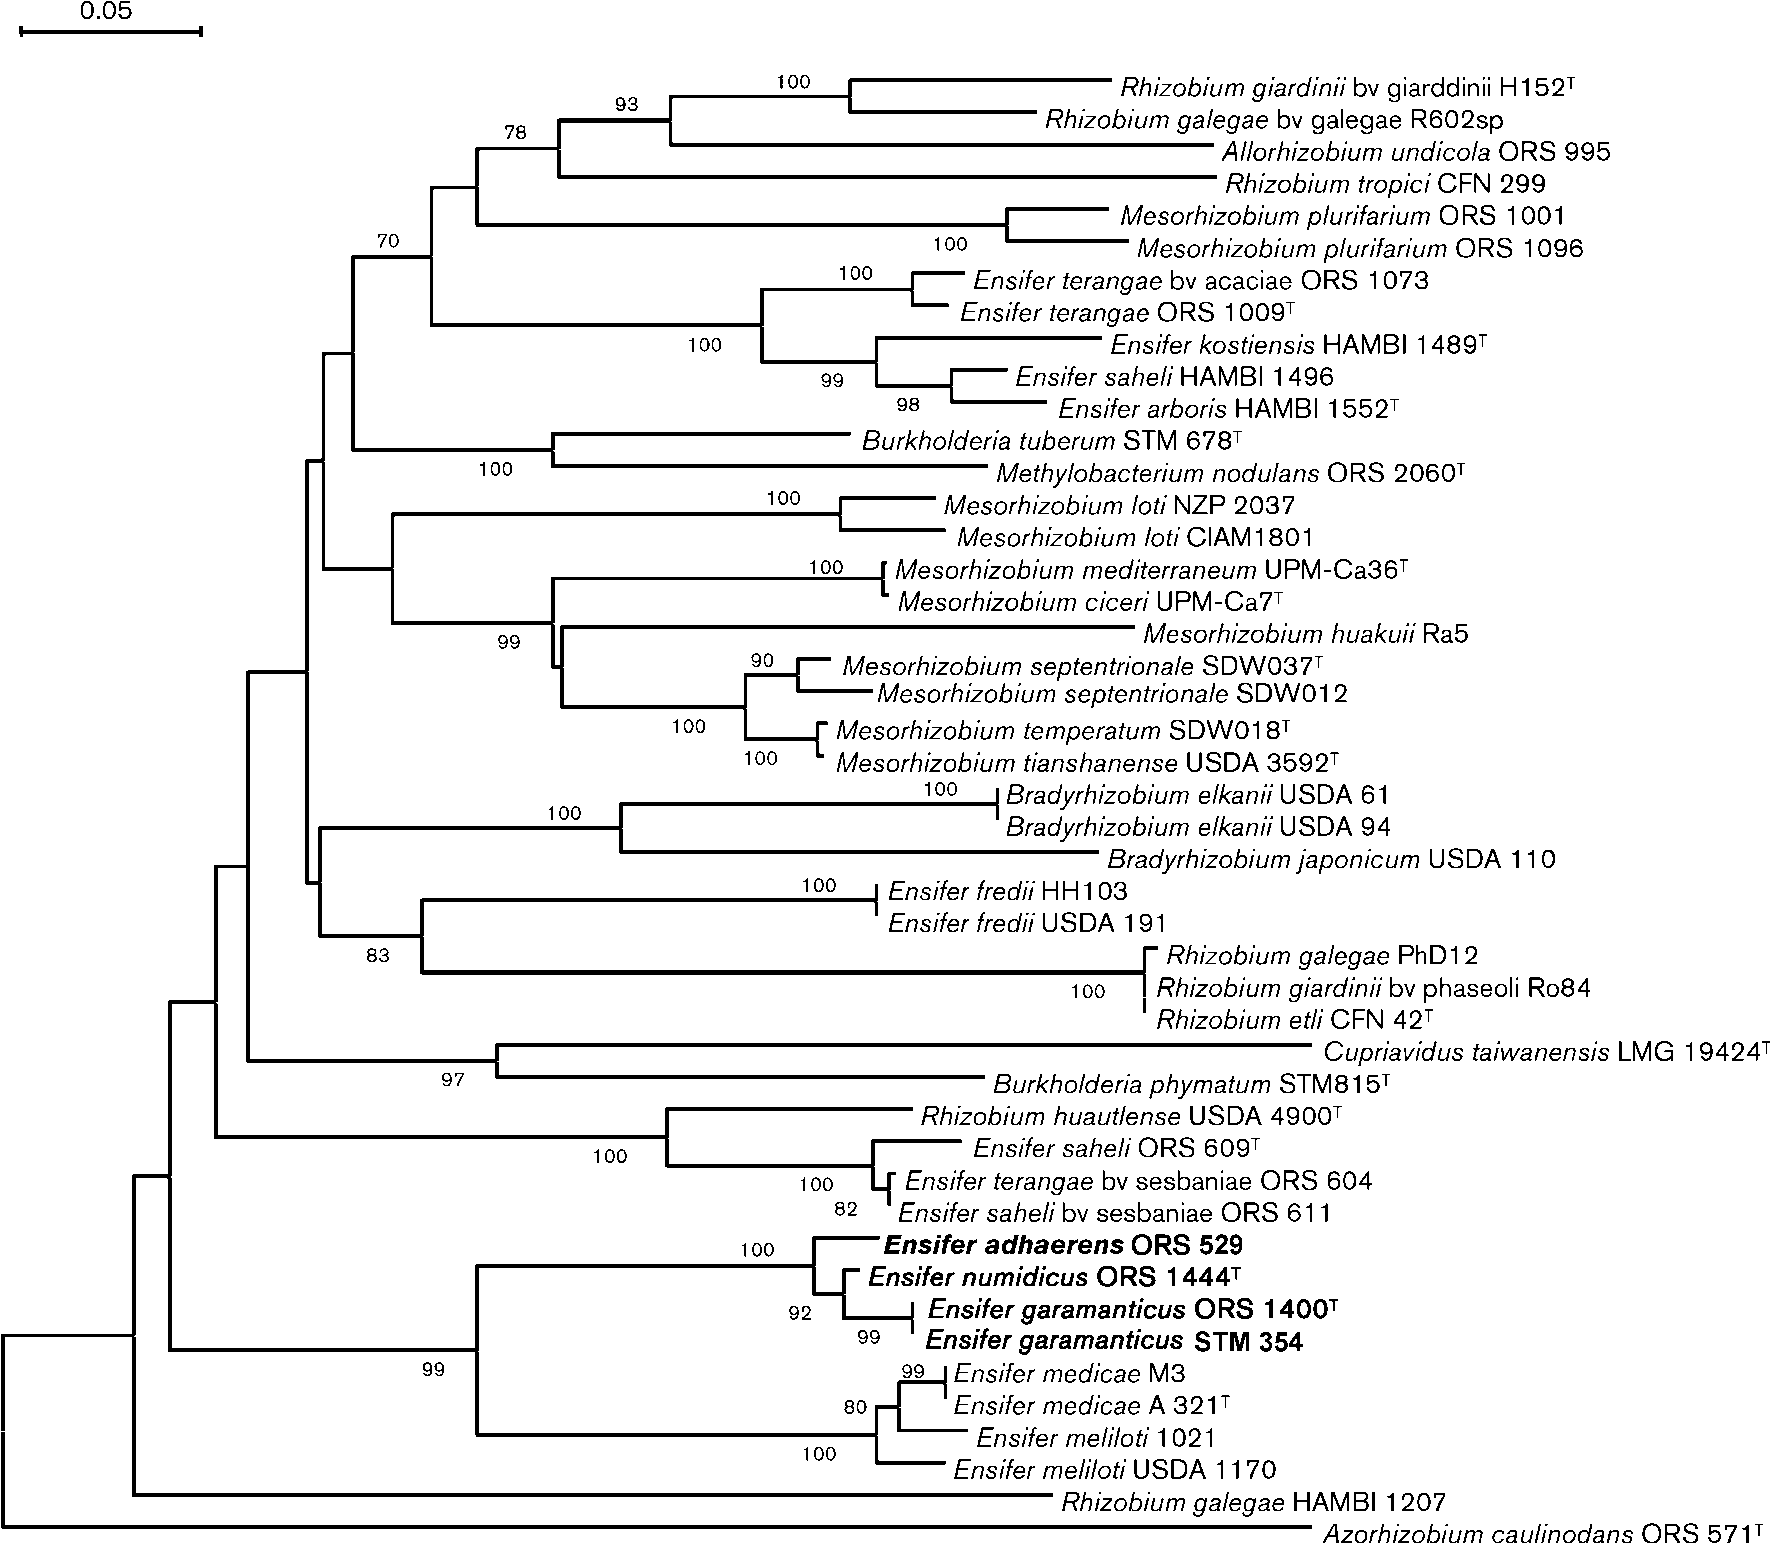 0.05
100
Rhizobium giardinii bv giarddinii H152ᵀ
93
Rhizobium galegae bv galegae R602sp
78
Allorhizobium undicola ORS 995
Rhizobium tropici CFN 299
Mesorhizobium plurifarium ORS 1001
70
100
Mesorhizobium plurifarium ORS 1096
100
Ensifer terangae bv acaciae ORS 1073
Ensifer terangae ORS 1009ᵀ
100
Ensifer kostiensis HAMBI 1489ᵀ
99
Ensifer saheli HAMBI 1496
98
Ensifer arboris HAMBI 1552ᵀ
Burkholderia tuberum STM 678ᵀ
100
Methylobacterium nodulans ORS 2060ᵀ
100
Mesorhizobium loti NZP 2037
Mesorhizobium loti CIAM1801
100
Mesorhizobium mediterraneum UPM-Ca36ᵀ
Mesorhizobium ciceri UPM-Ca7ᵀ
99
Mesorhizobium huakuii Ra5
90
Mesorhizobium septentrionale SDW037ᵀ
Mesorhizobium septentrionale SDW012
100
Mesorhizobium temperatum SDW018ᵀ
100
Mesorhizobium tianshanense USDA 3592ᵀ
100
Bradyrhizobium elkanii USDA 61
100
Bradyrhizobium elkanii USDA 94
Bradyrhizobium japonicum USDA 110
100
Ensifer fredii HH103
Ensifer fredii USDA 191
83
Rhizobium galegae PhD12
100
Rhizobium giardinii bv phaseoli Ro84
Rhizobium etli CFN 42ᵀ
Cupriavidus taiwanensis LMG 19424ᵀ
97
Burkholderia phymatum STM815ᵀ
Rhizobium huautlense USDA 4900ᵀ
100
Ensifer saheli ORS 609ᵀ
100
Ensifer terangae bv sesbaniae ORS 604
82
Ensifer saheli bv sesbaniae ORS 611
100
Ensifer adhaerens ORS 529
Ensifer numidicus ORS 1444ᵀ
92
Ensifer garamanticus ORS 1400ᵀ
99
Ensifer garamanticus STM 354
99
99
Ensifer medicae M3
80
Ensifer medicae A 321ᵀ
Ensifer meliloti 1021
100
Ensifer meliloti USDA 1170
Rhizobium galegae HAMBI 1207
Azorhizobium caulinodans ORS 571ᵀ